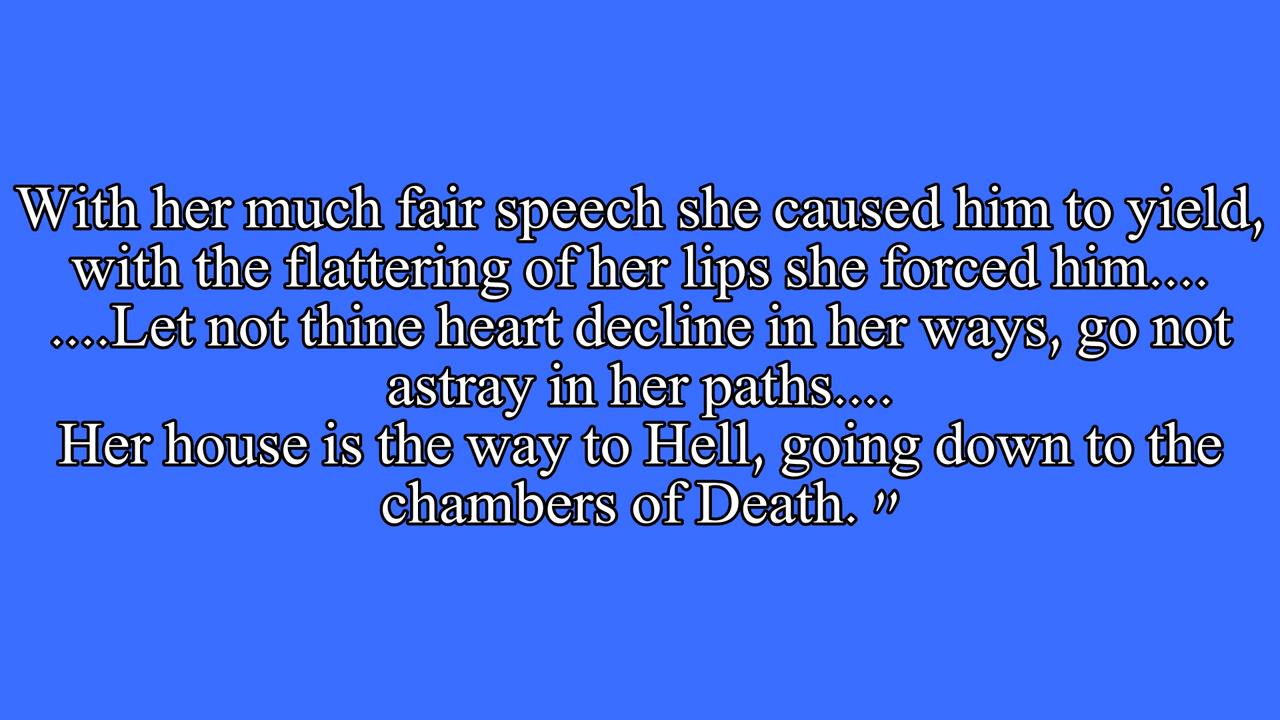 With her much fair speech she caused him to yield,
with the flattering of her lips she forced him....
....Let not thine heart decline in her ways, go not
astray in her paths....
Her house is the way to Hell, going down to the
chambers of Death. "